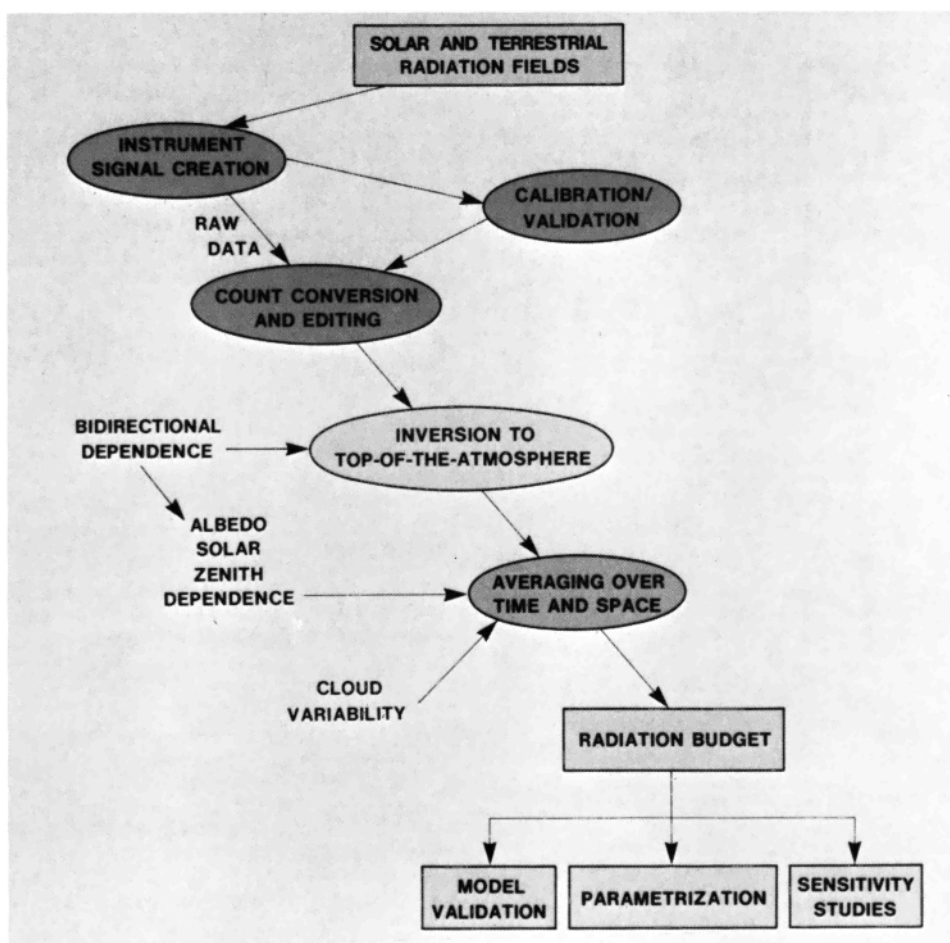 SOLAR AND TERRESTRIAL
RADIATION FIELDS
INSTRUMENT
SIGNAL CREATION
CALIBRATION/
VALIDATION
RAW
DATA
COUNT CONVERSION
AND EDITING
BIDIRECTIONAL
DEPENDENCE
INVERSION TO
TOP-OF-THE-ATMOSPHERE
ALBEDO
SOLAR
ZENITH
DEPENDENCE
AVERAGING OVER
TIME AND SPACE
CLOUD
VARIABILITY
RADIATION BUDGET
MODEL
VALIDATION
PARAMETRIZATION
SENSITIVITY
STUDIES